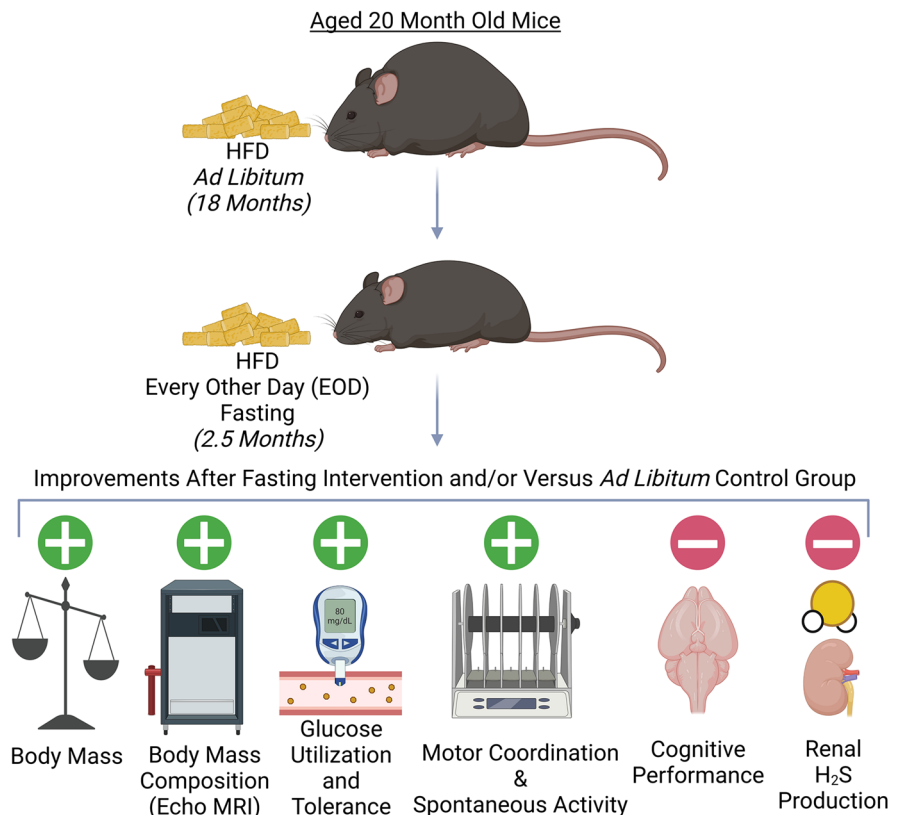 Aged 20 Month Old Mice
HFD
Ad Libitum
(18 Months)
HFD
Every Other Day (EOD)
Fasting
(2.5 Months)
Improvements After Fasting Intervention and/or Versus Ad Libitum Control Group
80
mg/dL
Body Mass
Body Mass
Composition
(Echo MRI)
Glucose
Utilization
and
Tolerance
Motor Coordination
&
Spontaneous Activity
Cognitive
Performance
Renal
H₂S
Production